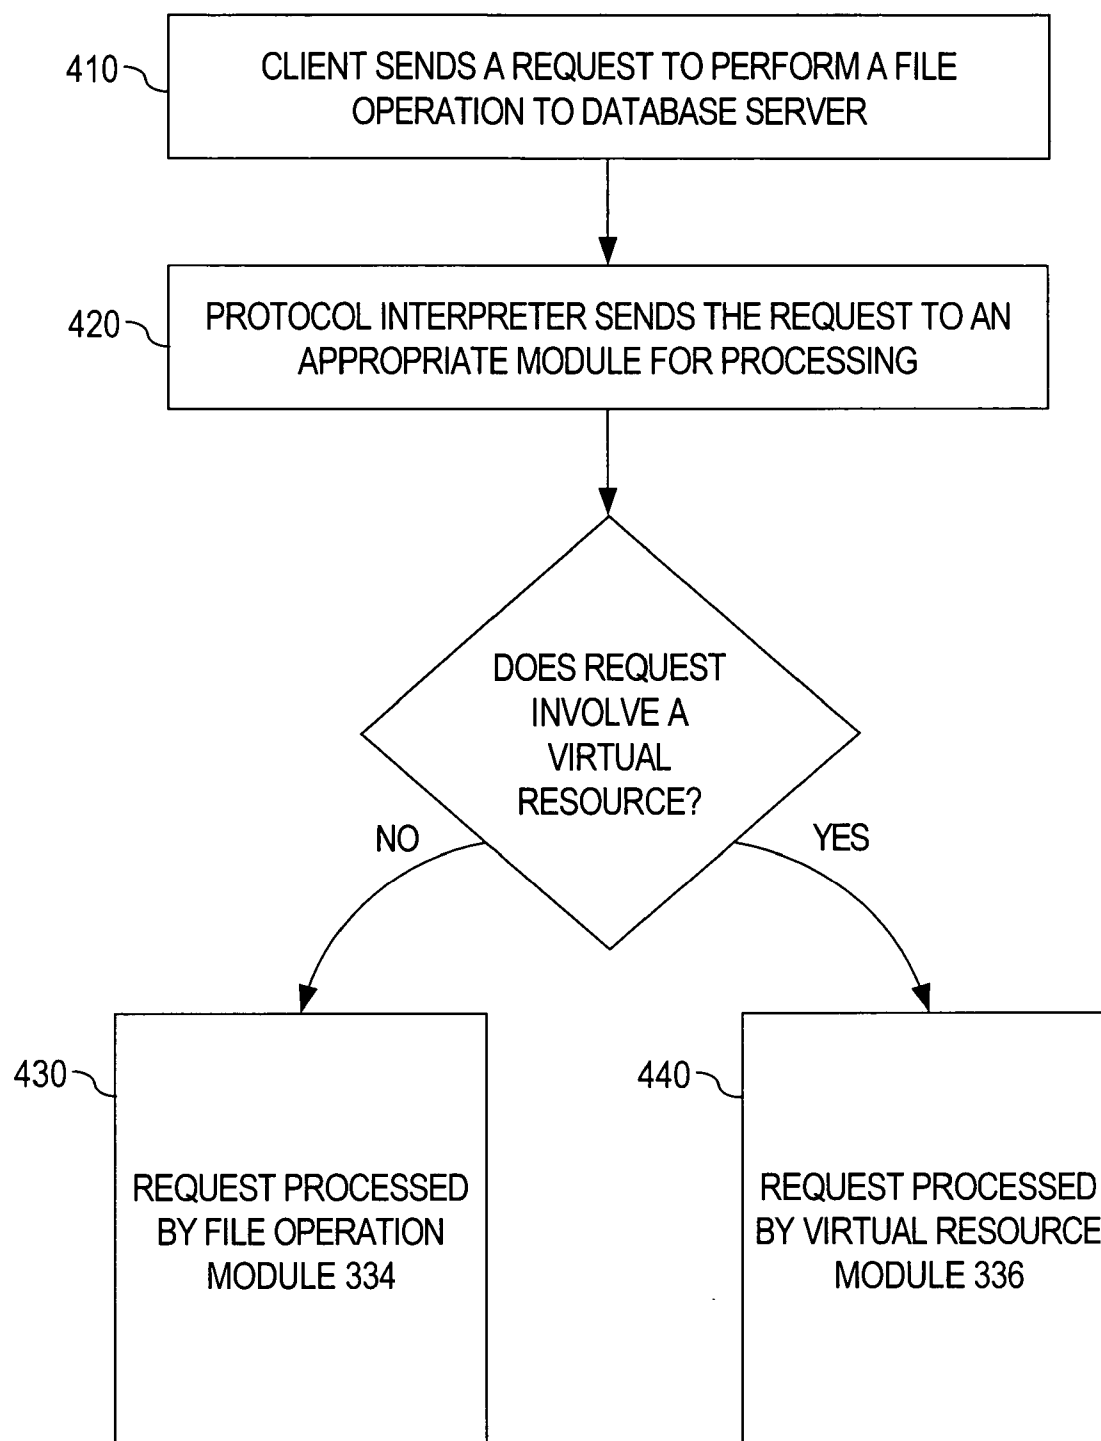 410
CLIENT SENDS A REQUEST TO PERFORM A FILE
OPERATION TO DATABASE SERVER
420
PROTOCOL INTERPRETER SENDS THE REQUEST TO AN
APPROPRIATE MODULE FOR PROCESSING
DOES REQUEST
INVOLVE A
VIRTUAL
RESOURCE?
NO
YES
430
REQUEST PROCESSED
BY FILE OPERATION
MODULE 334
440
REQUEST PROCESSED
BY VIRTUAL RESOURCE
MODULE 336